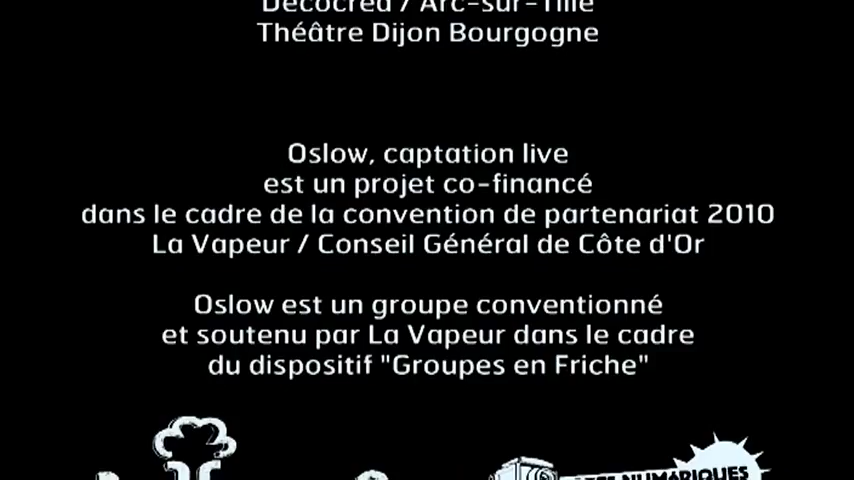 Décocréa / Arc-sur-Tille
Théâtre Dijon Bourgogne
Oslow, captation live
est un projet co-financé
dans le cadre de la convention de partenariat 2010
La Vapeur / Conseil Général de Côte d'Or
Oslow est un groupe conventionné
et soutenu par La Vapeur dans le cadre
du dispositif "Groupes en Friche"
NUMÉRIQUES